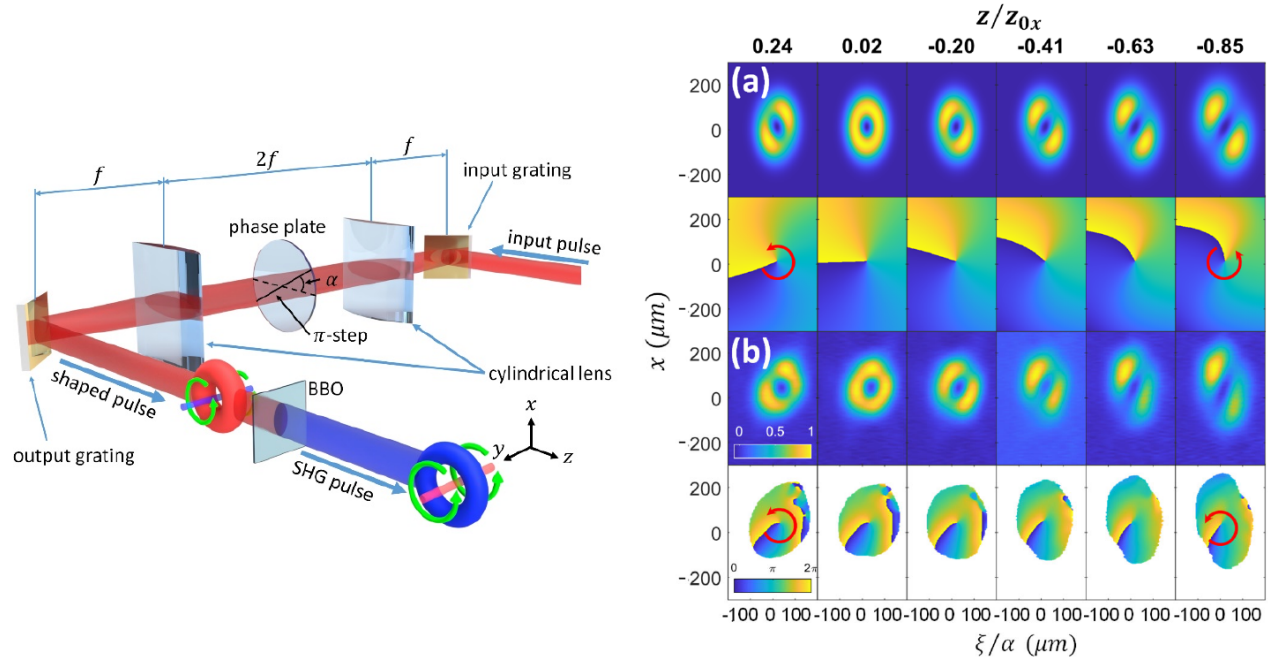 f
2f
f
input grating
phase plate
input pulse
α
π-step
cylindrical lens
shaped pulse
BBO
output grating
SHG pulse
x
y
z
z/z0x
0.24 0.02 -0.20 -0.41 -0.63 -0.85
(a)
200
0
-200
200
0
-200
x (μm)
(b)
200
0
-200
0 0.5 1
200
0
-200
0 π 2π
-100 0 100 -100 0 100 -100 0 100 -100 0 100 -100 0 100 -100 0 100
ξ/α (μm)